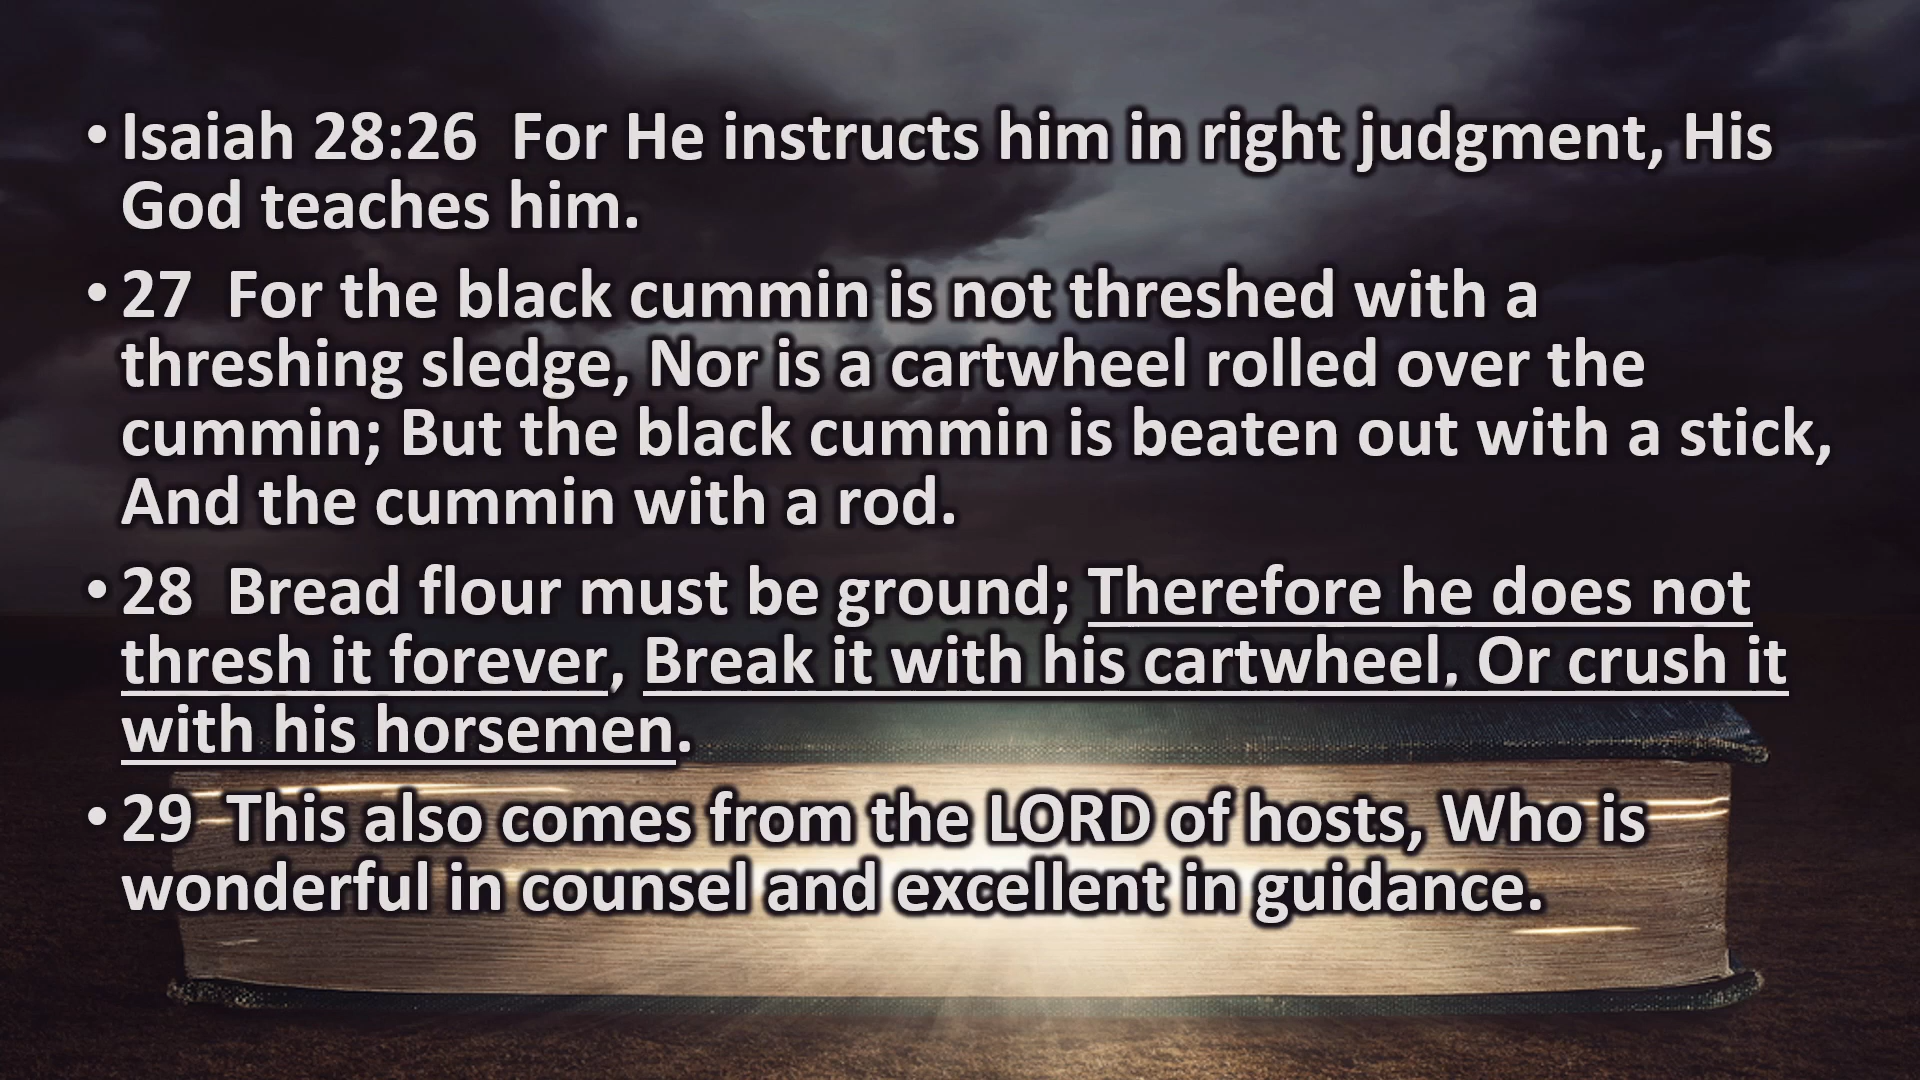 • Isaiah 28:26  For He instructs him in right judgment, His
God teaches him.
• 27  For the black cummin is not threshed with a
threshing sledge, Nor is a cartwheel rolled over the
cummin; But the black cummin is beaten out with a stick,
And the cummin with a rod.
• 28  Bread flour must be ground; Therefore he does not
thresh it forever, Break it with his cartwheel, Or crush it
with his horsemen.
• 29  This also comes from the LORD of hosts, Who is
wonderful in counsel and excellent in guidance.